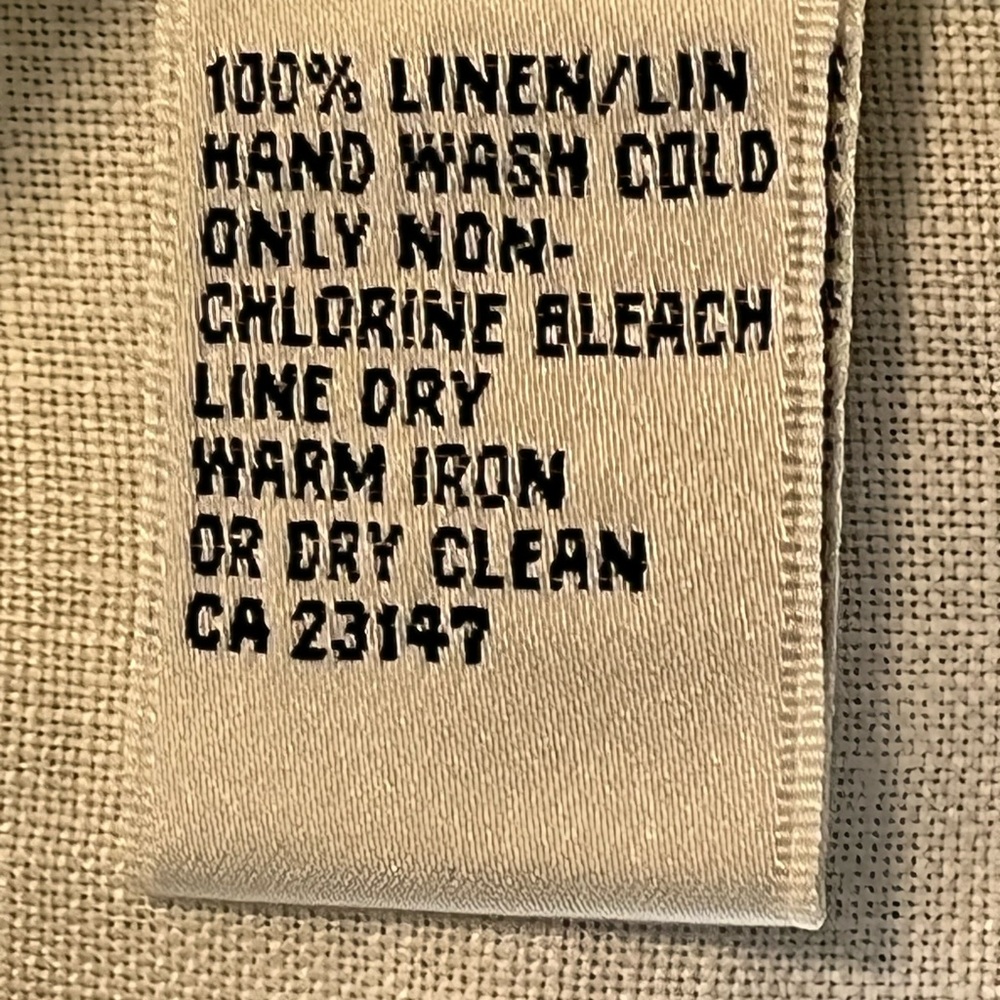 100% LINEN/LIN
HAND WASH COLD
ONLY NON-
CHLORINE BLEACH
LINE DRY
WARM IRON
OR DRY CLEAN
CA 23147